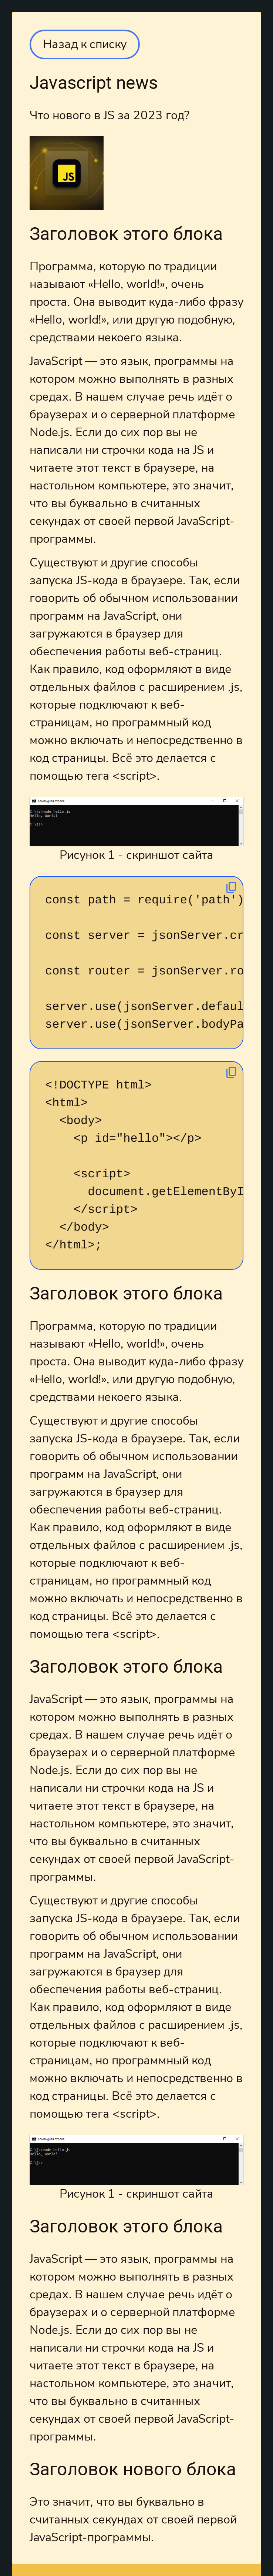 Назад к списку
Javascript news
Что нового в JS за 2023 год?
JS
Заголовок этого блока
Программа, которую по традиции
называют «Hello, world!», очень
проста. Она выводит куда-либо фразу
«Hello, world!», или другую подобную,
средствами некоего языка.
JavaScript — это язык, программы на
котором можно выполнять в разных
средах. В нашем случае речь идёт о
браузерах и о серверной платформе
Node.js. Если до сих пор вы не
написали ни строчки кода на JS и
читаете этот текст в браузере, на
настольном компьютере, это значит,
что вы буквально в считанных
секундах от своей первой JavaScript-
программы.
Существуют и другие способы
запуска JS-кода в браузере. Так, если
говорить об обычном использовании
программ на JavaScript, они
загружаются в браузер для
обеспечения работы веб-страниц.
Как правило, код оформляют в виде
отдельных файлов с расширением .js,
которые подключают к веб-
страницам, но программный код
можно включать и непосредственно в
код страницы. Всё это делается с
помощью тега <script>.
Командная строка
Рисунок 1 - скриншот сайта
const path = require('path')
const server = jsonServer.cr
const router = jsonServer.ro
server.use(jsonServer.defaul
server.use(jsonServer.bodyPa
<!DOCTYPE html>
<html>
<body>
<p id="hello"></p>
<script>
document.getElementByI
</script>
</body>
</html>;
Заголовок этого блока
Программа, которую по традиции
называют «Hello, world!», очень
проста. Она выводит куда-либо фразу
«Hello, world!», или другую подобную,
средствами некоего языка.
Существуют и другие способы
запуска JS-кода в браузере. Так, если
говорить об обычном использовании
программ на JavaScript, они
загружаются в браузер для
обеспечения работы веб-страниц.
Как правило, код оформляют в виде
отдельных файлов с расширением .js,
которые подключают к веб-
страницам, но программный код
можно включать и непосредственно в
код страницы. Всё это делается с
помощью тега <script>.
Заголовок этого блока
JavaScript — это язык, программы на
котором можно выполнять в разных
средах. В нашем случае речь идёт о
браузерах и о серверной платформе
Node.js. Если до сих пор вы не
написали ни строчки кода на JS и
читаете этот текст в браузере, на
настольном компьютере, это значит,
что вы буквально в считанных
секундах от своей первой JavaScript-
программы.
Существуют и другие способы
запуска JS-кода в браузере. Так, если
говорить об обычном использовании
программ на JavaScript, они
загружаются в браузер для
обеспечения работы веб-страниц.
Как правило, код оформляют в виде
отдельных файлов с расширением .js,
которые подключают к веб-
страницам, но программный код
можно включать и непосредственно в
код страницы. Всё это делается с
помощью тега <script>.
Командная строка
Рисунок 1 - скриншот сайта
Заголовок этого блока
JavaScript — это язык, программы на
котором можно выполнять в разных
средах. В нашем случае речь идёт о
браузерах и о серверной платформе
Node.js. Если до сих пор вы не
написали ни строчки кода на JS и
читаете этот текст в браузере, на
настольном компьютере, это значит,
что вы буквально в считанных
секундах от своей первой JavaScript-
программы.
Заголовок нового блока
Это значит, что вы буквально в
считанных секундах от своей первой
JavaScript-программы.